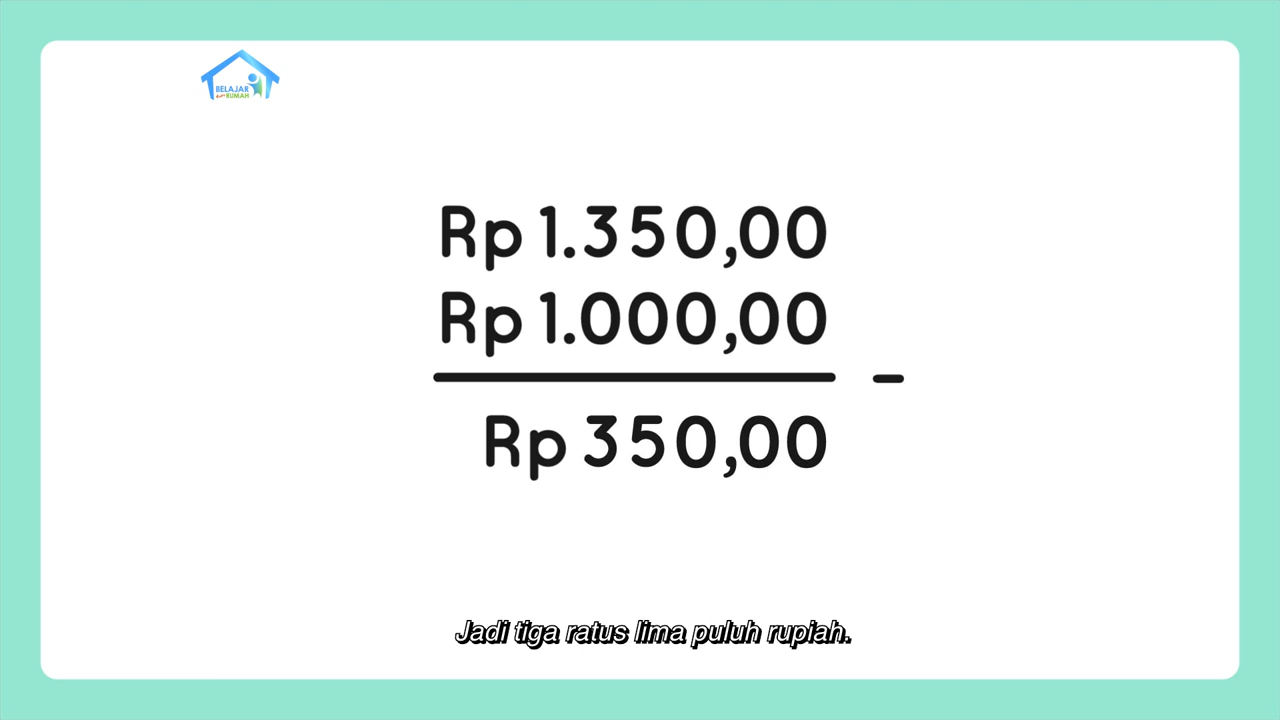 BELAJAR
dari RUMAH
Rp 1.350,00
Rp 1.000,00
-
Rp 350,00
Jadi tiga ratus lima puluh rupiah.